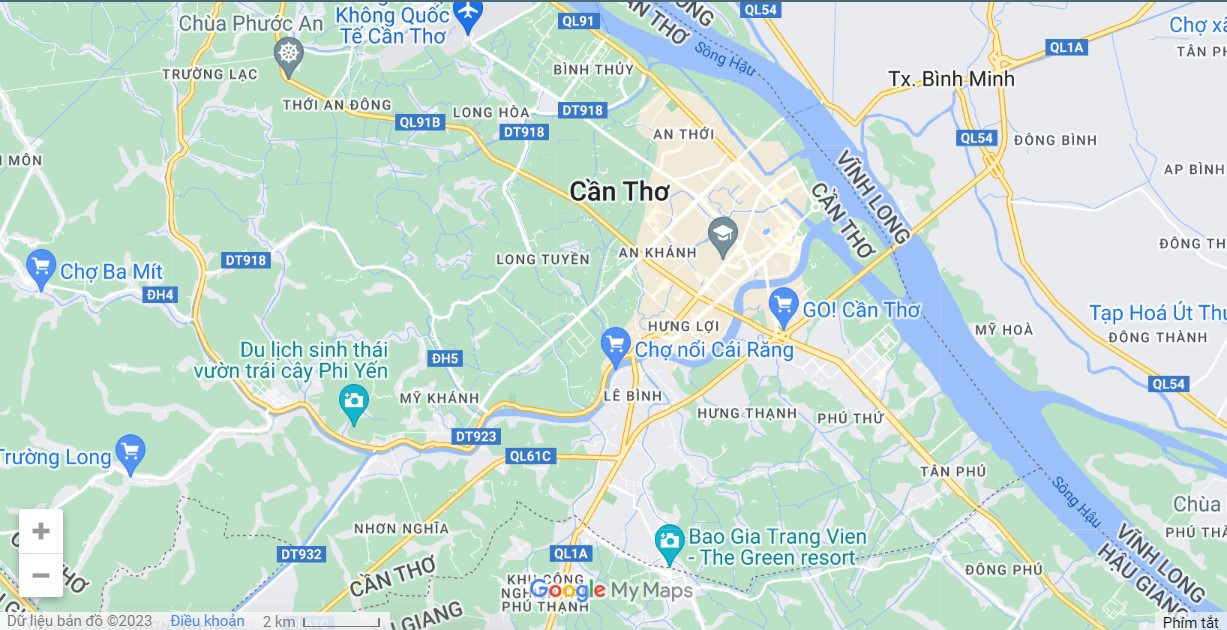 Chùa Phước An
Không Quốc
Tế Cần Thơ
QL91
CẦN THƠ
LONG
QL54
Chợ xã
QL1A
TÂN PH
Sông Hậu
Tx. Bình Minh
TRƯỜNG LẠC
BÌNH THỦY
THỚI AN ĐÔNG
LONG HÒA
DT918
QL91B
DT918
AN THỚI
QL54
ĐÔNG BÌNH
MÔN
AP BÌNH
VĨNH LONG
CẦN THƠ
Cần Thơ
AN KHÁNH
LONG TUYỀN
DT918
ĐÔNG TH
Chợ Ba Mít
ĐH4
GO! Cần Thơ
Tạp Hoá Út Thu
HƯNG LỢI
MỸ HOÀ
ĐÔNG THÀNH
Chợ nổi Cái Răng
Du lịch sinh thái
vườn trái cây Phi Yến
ĐH5
QL54
MỸ KHÁNH
LÊ BÌNH
HƯNG THẠNH
PHÚ THỨ
DT923
Trường Long
QL61C
TÂN PHÚ
Sông Hậu
Chùa
NHƠN NGHĨA
PHÚ THÀ
Bao Gia Trang Vien
- The Green resort
DT932
QL1A
CẦN THƠ
VĨNH LONG
HẬU GIANG
ĐÔNG PHÚ
KHU CÔNG
PHÚ THẠNH
Google My Maps
GIANG
Dữ liệu bản đồ ©2023
Điều khoản
2 km
QL61C
Phím tắt